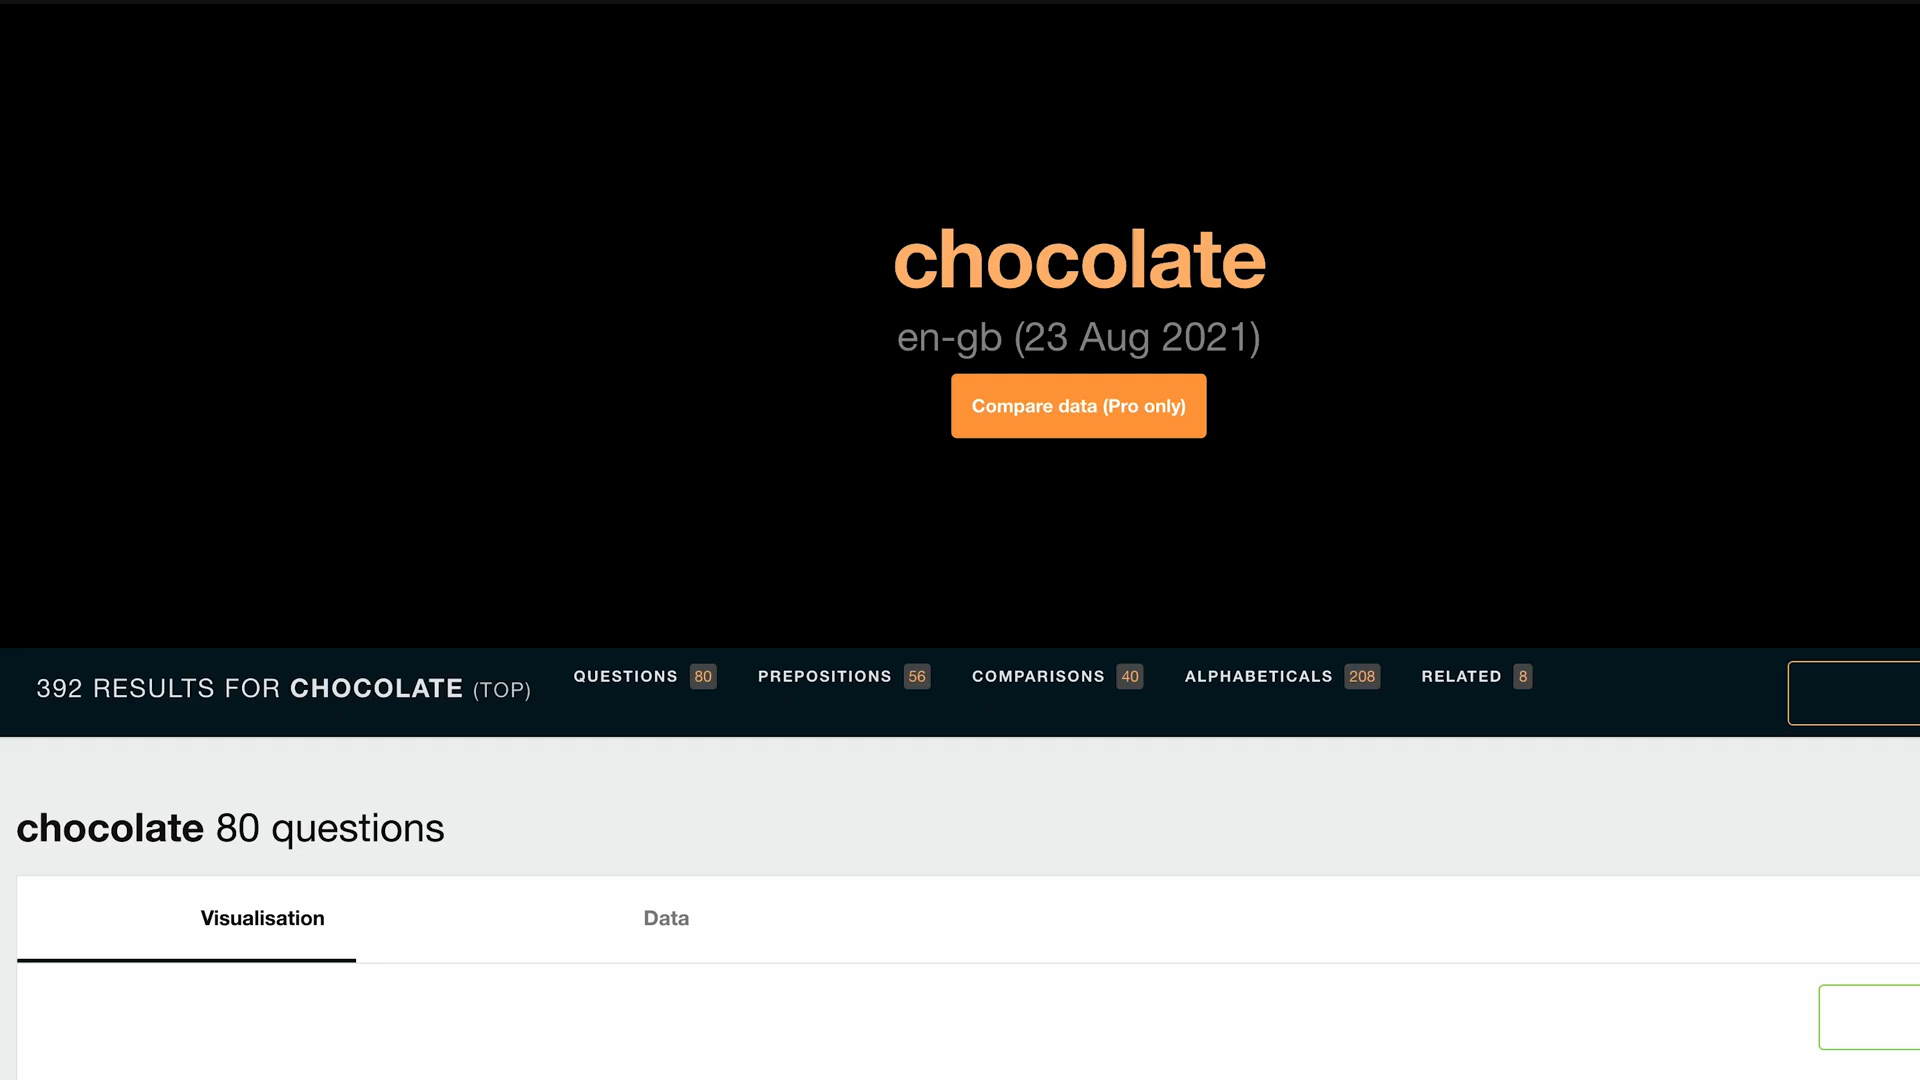 chocolate
en-gb (23 Aug 2021)
Compare data (Pro only)
392 RESULTS FOR CHOCOLATE (TOP)
QUESTIONS 80
PREPOSITIONS 56
COMPARISONS 40
ALPHABETICALS 208
RELATED 8
chocolate 80 questions
Visualisation
Data